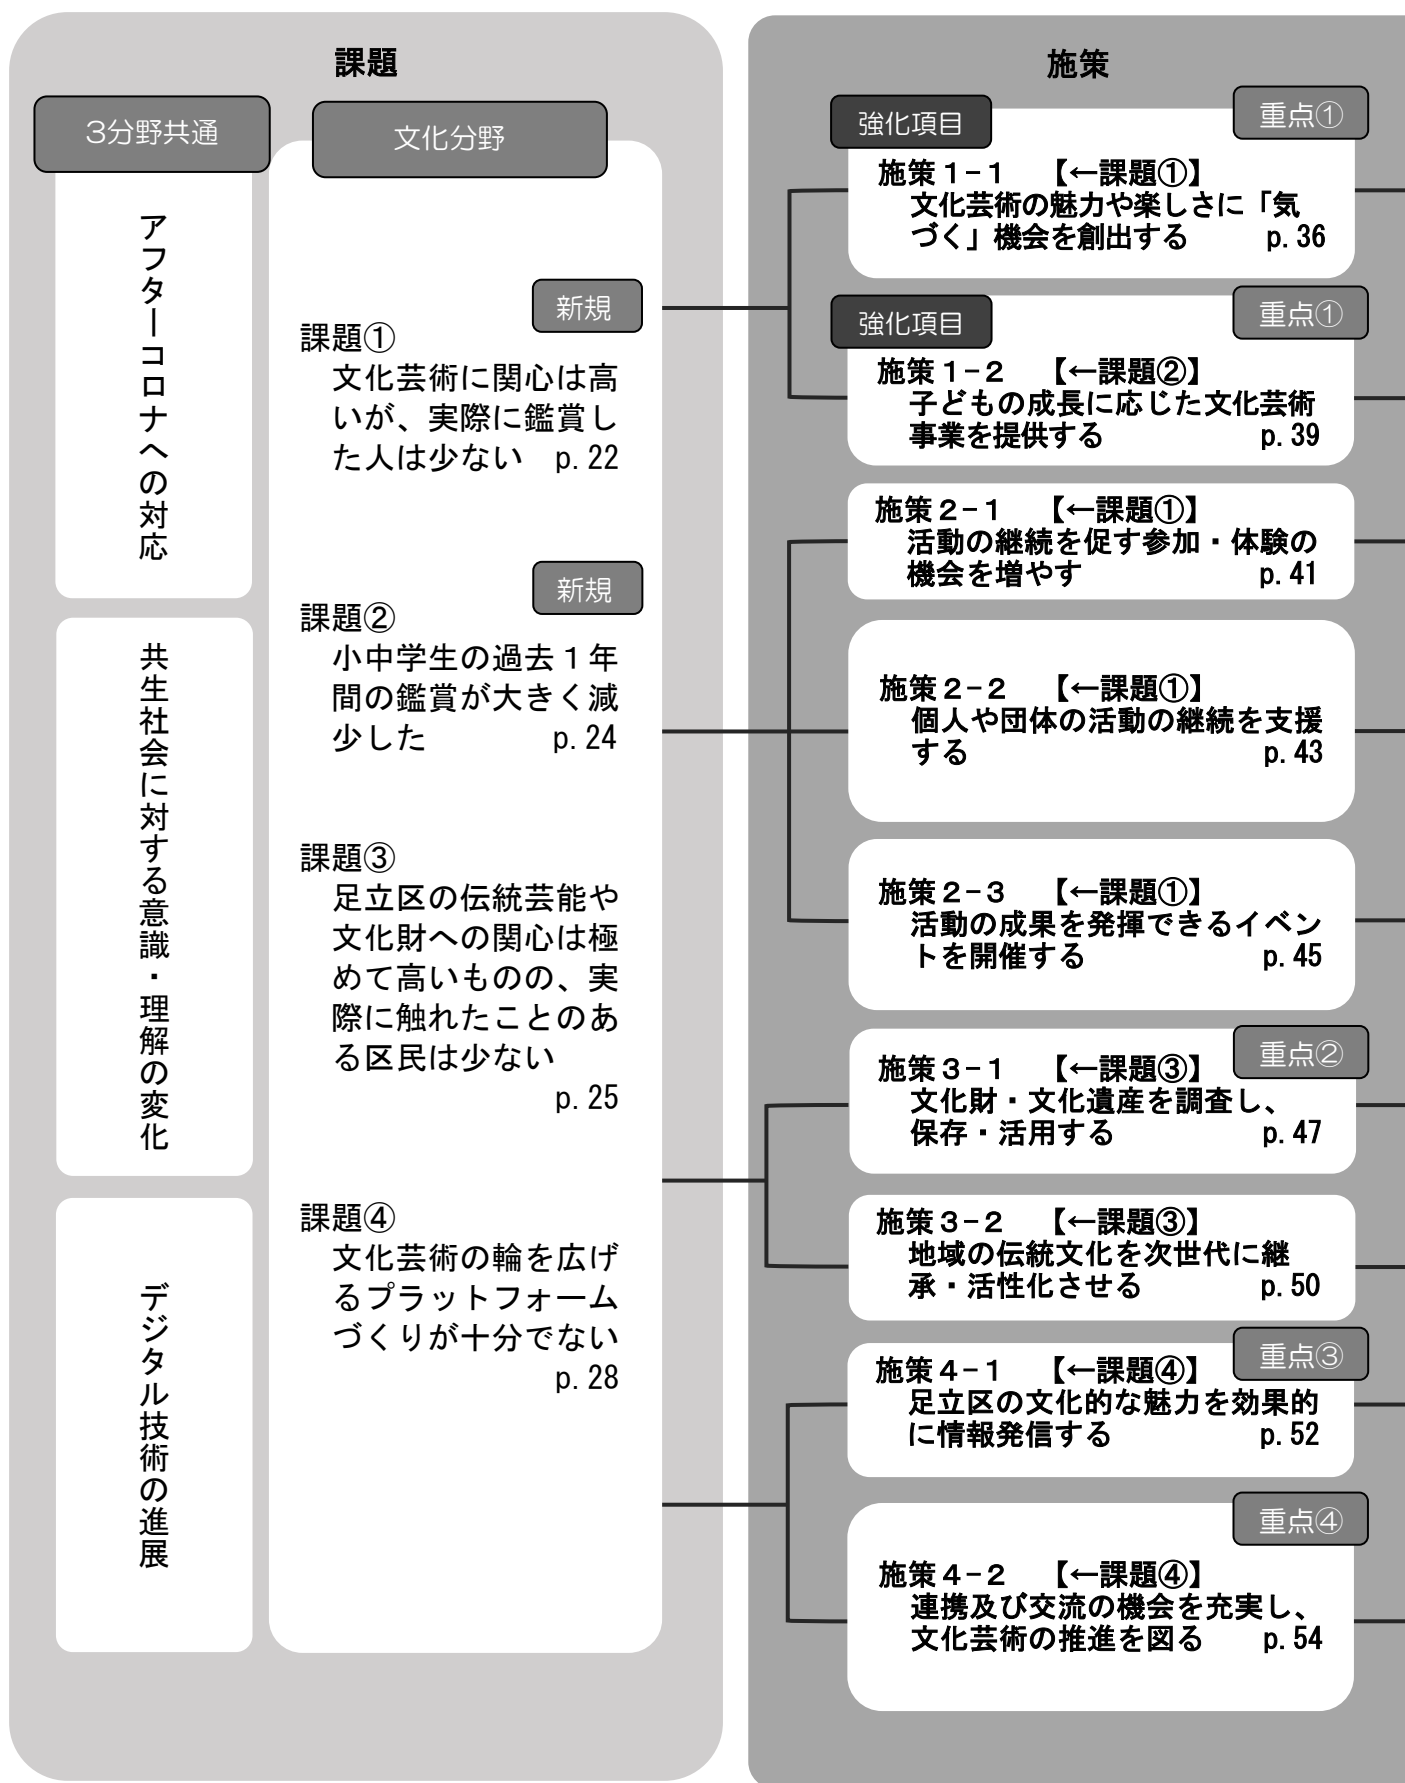 課題
3分野共通
文化分野
アフターコロナへの対応
共生社会に対する意識・理解の変化
デジタル技術の進展
新規
課題①
文化芸術に関心は高
いが、実際に鑑賞し
た人は少ない　p.22
新規
課題②
小中学生の過去１年
間の鑑賞が大きく減
少した　p.24
課題③
足立区の伝統芸能や
文化財への関心は極
めて高いものの、実
際に触れたことのあ
る区民は少ない
p.25
課題④
文化芸術の輪を広げ
るプラットフォーム
づくりが十分でない
p.28
施策
強化項目
重点①
施策１-１　【←課題①】
文化芸術の魅力や楽しさに「気
づく」機会を創出する　p.36
強化項目
重点①
施策１-２　【←課題②】
子どもの成長に応じた文化芸術
事業を提供する　p.39
施策２-１　【←課題①】
活動の継続を促す参加・体験の
機会を増やす　p.41
施策２-２　【←課題①】
個人や団体の活動の継続を支援
する　p.43
施策２-３　【←課題①】
活動の成果を発揮できるイベン
トを開催する　p.45
重点②
施策３-１　【←課題③】
文化財・文化遺産を調査し、
保存・活用する　p.47
施策３-２　【←課題③】
地域の伝統文化を次世代に継
承・活性化させる　p.50
重点③
施策４-１　【←課題④】
足立区の文化的な魅力を効果的
に情報発信する　p.52
重点④
施策４-２　【←課題④】
連携及び交流の機会を充実し、
文化芸術の推進を図る　p.54